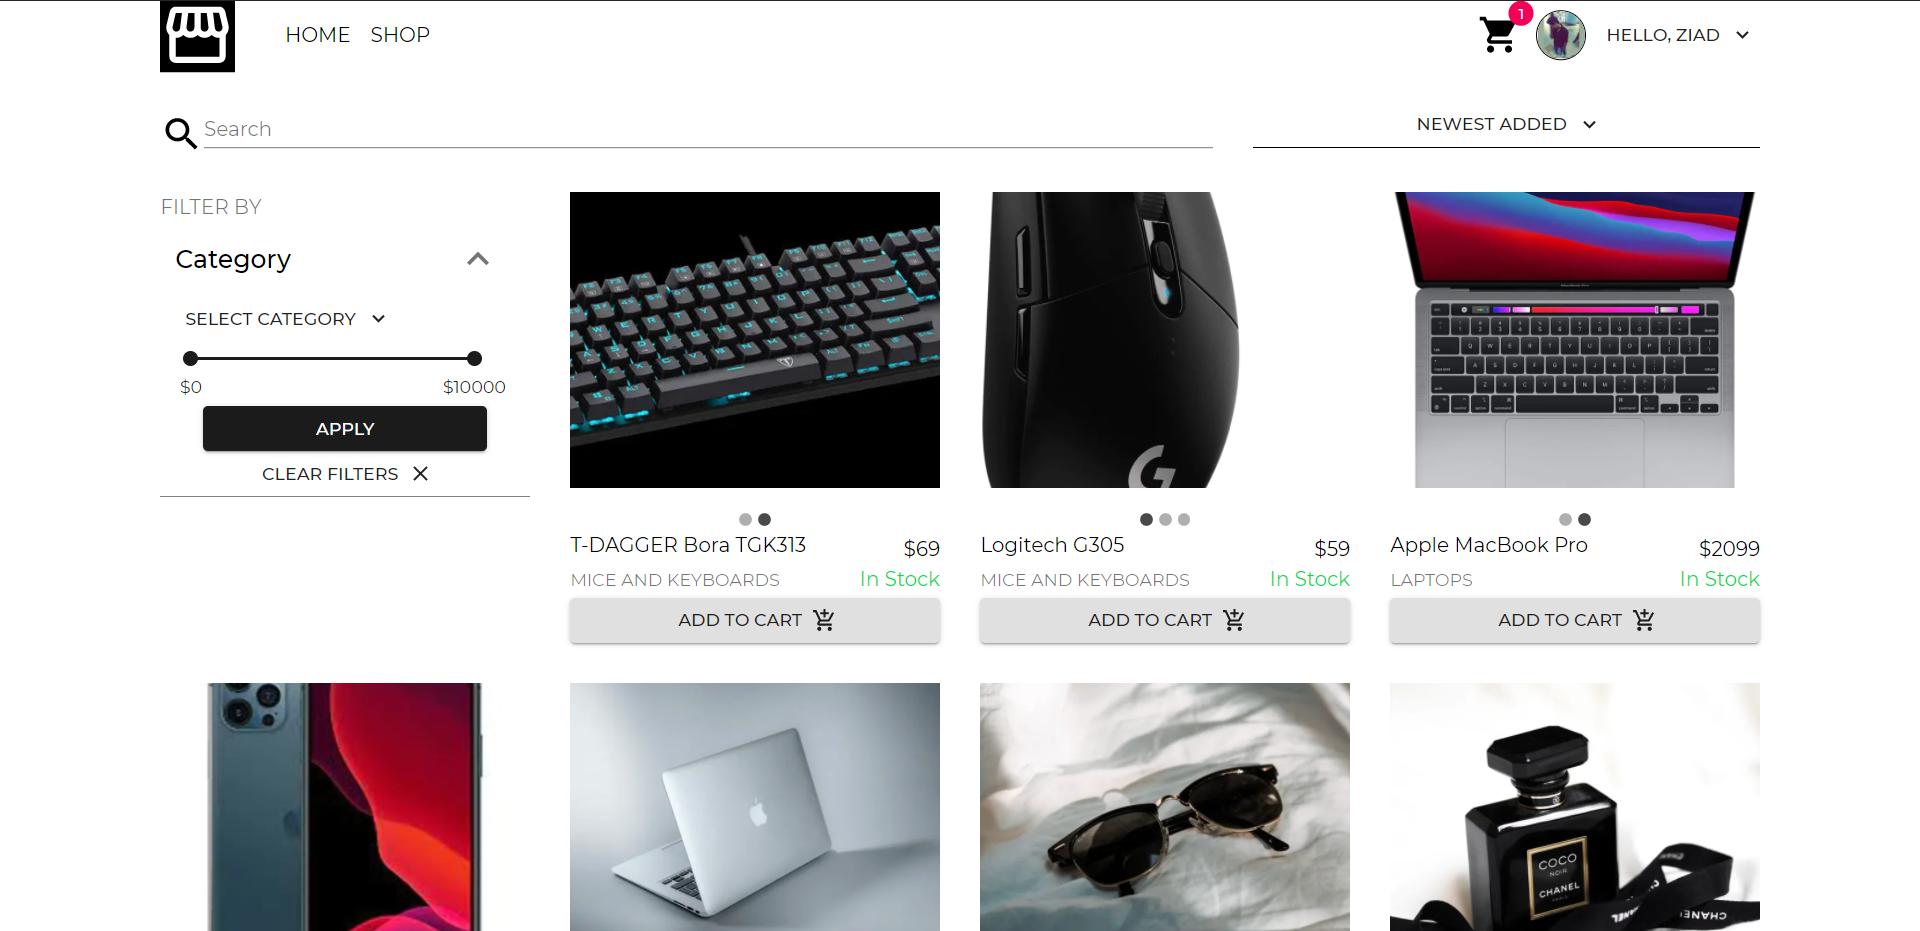 HOME SHOP
1
HELLO, ZIAD
Search
NEWEST ADDED
FILTER BY
Category
SELECT CATEGORY
$0 $10000
APPLY
CLEAR FILTERS
T-DAGGER Bora TGK313 $69
MICE AND KEYBOARDS In Stock
ADD TO CART
Logitech G305 $59
MICE AND KEYBOARDS In Stock
ADD TO CART
Apple MacBook Pro $2099
LAPTOPS In Stock
ADD TO CART
COCO
NOIR
CHANEL
PARIS
CHANEL